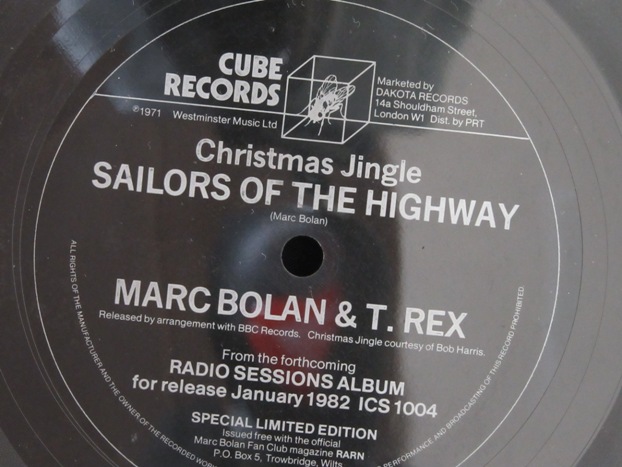 CUBE
RECORDS
Marketed by
DAKOTA RECORDS
14a Shouldham Street,
London W1 Dist. by PRT
℗1971 Westminster Music Ltd
Christmas Jingle
SAILORS OF THE HIGHWAY
(Marc Bolan)
MARC BOLAN & T. REX
Released by arrangement with BBC Records. Christmas Jingle courtesy of Bob Harris.
From the forthcoming
RADIO SESSIONS ALBUM
for release January 1982 ICS 1004
SPECIAL LIMITED EDITION
Issued free with the official
Marc Bolan Fan Club magazine RARN
P.O. Box 5, Trowbridge, Wilts.
ALL RIGHTS OF THE MANUFACTURER AND THE OWNER OF THE RECORDED WORK
PERFORMANCE AND BROADCASTING OF THIS RECORD PROHIBITED